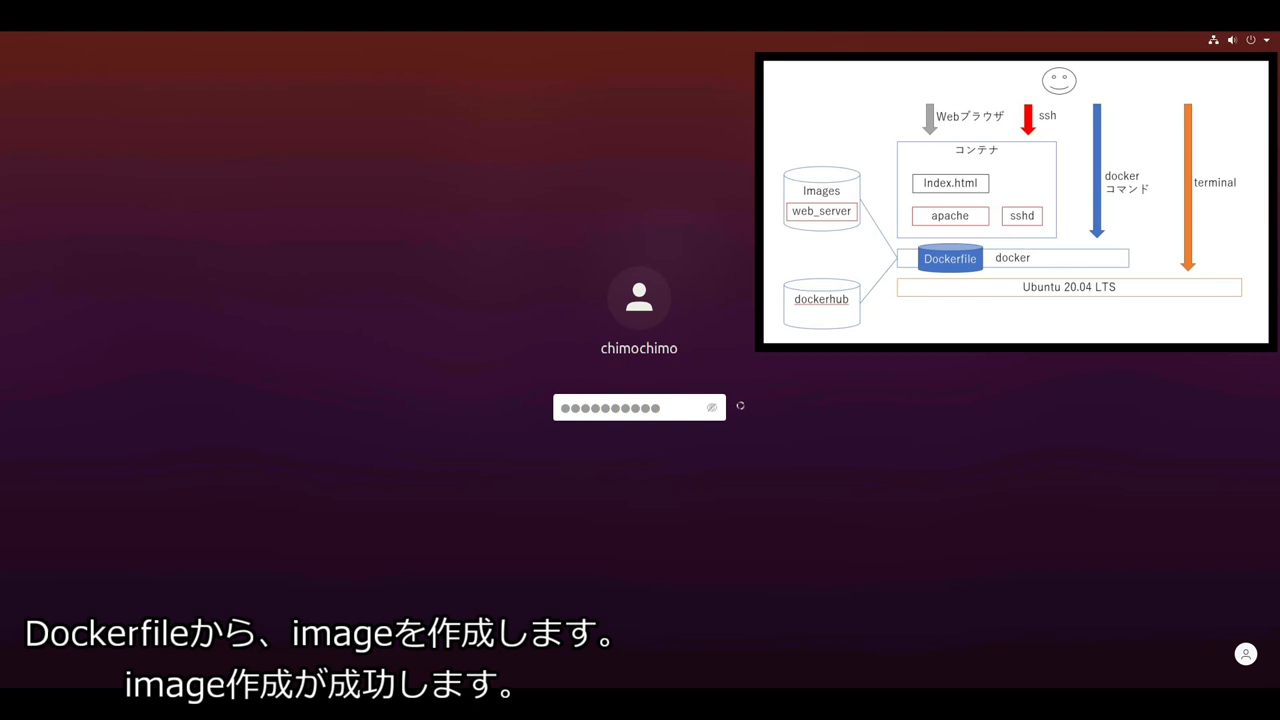 Webブラウザ
ssh
コンテナ
docker
コマンド
terminal
Index.html
Images
web_server
apache
sshd
Dockerfile
docker
Ubuntu 20.04 LTS
dockerhub
chimochimo
Dockerfileから、imageを作成します。
image作成が成功します。